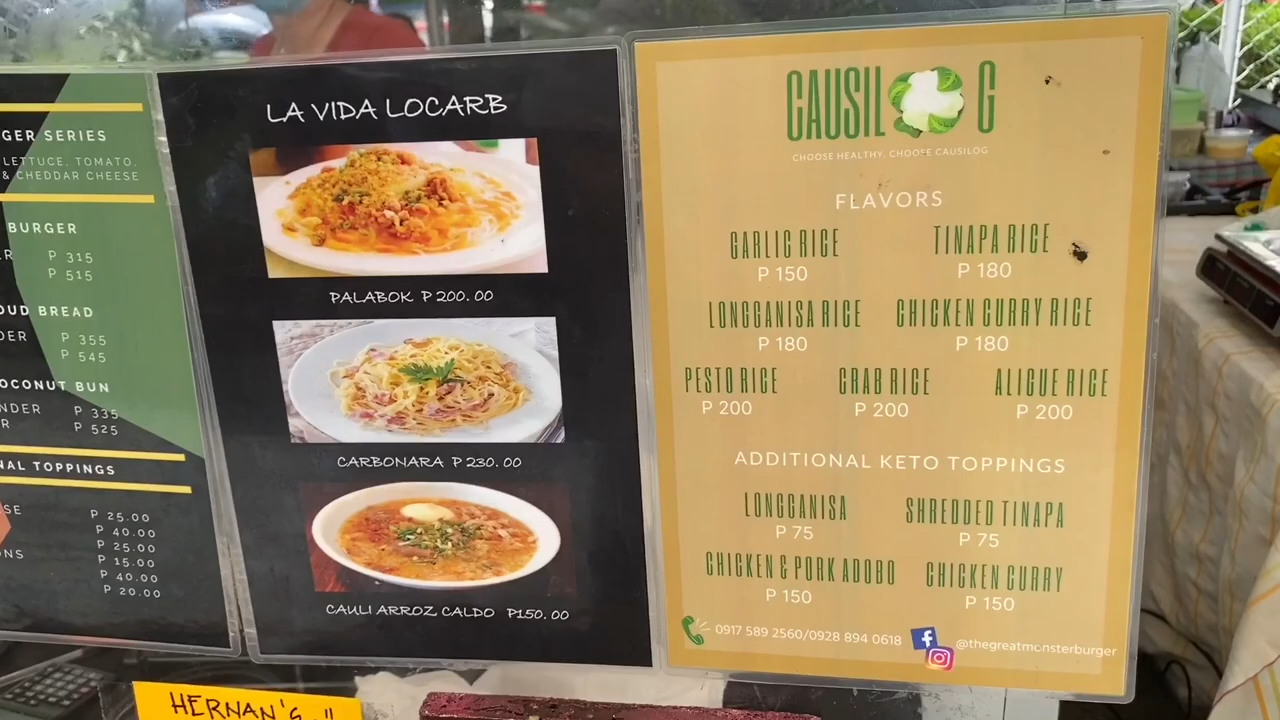 GER SERIES
LETTUCE, TOMATO,
& CHEDDAR CHEESE
BURGER
R P 315
P 515
OUD BREAD
DER P 355
P 545
OCONUT BUN
NDER P 335
R P 525
NAL TOPPINGS
SE P 25.00
P 40.00
P 25.00
ONS P 15.00
P 40.00
P 20.00
LA VIDA LOCARB
PALABOK P 200.00
CARBONARA P 230.00
CAULI ARROZ CALDO P150.00
CAUSIL G
CHOOSE HEALTHY, CHOOSE CAUSILOG
FLAVORS
GARLIC RICE TINAPA RICE
P 150 P 180
LONGGANISA RICE CHICKEN CURRY RICE
P 180 P 180
PESTO RICE CRAB RICE ALIGUE RICE
P 200 P 200 P 200
ADDITIONAL KETO TOPPINGS
LONGGANISA SHREDDED TINAPA
P 75 P 75
CHICKEN & PORK ADOBO CHICKEN CURRY
P 150 P 150
0917 589 2560/0928 894 0618 @thegreatmonsterburger
HERNAN'S